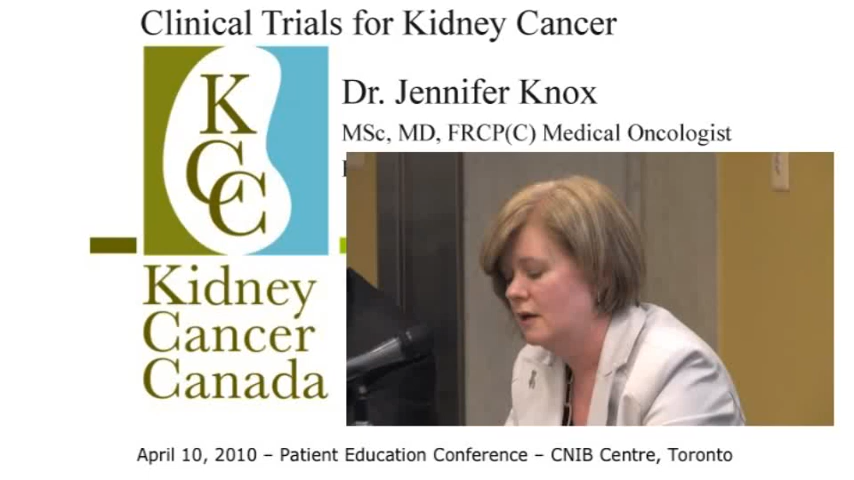 Clinical Trials for Kidney Cancer
KCC
Dr. Jennifer Knox
MSc, MD, FRCP(C) Medical Oncologist
Kidney
Cancer
Canada
April 10, 2010 – Patient Education Conference – CNIB Centre, Toronto